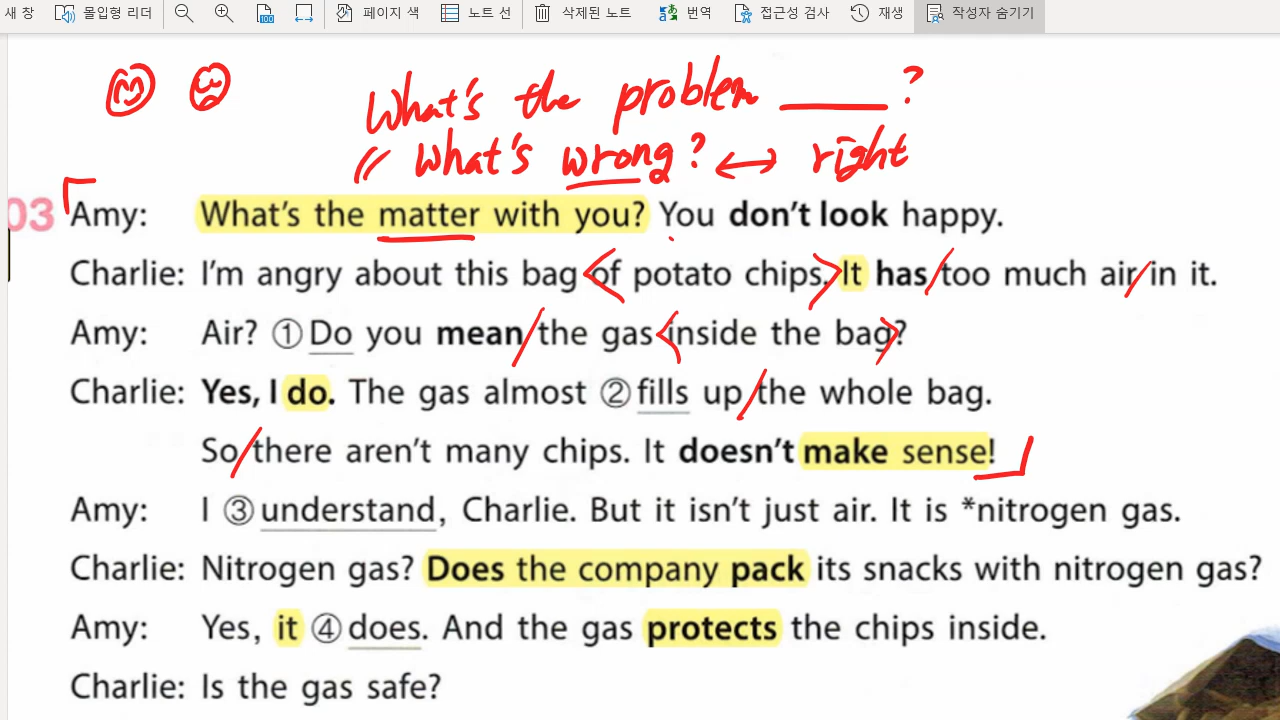 새 창 몰입형 리더 페이지 색 노트 선 삭제된 노트 번역 접근성 검사 재생 작성자 숨기기
What's the problem ____?
〃 What's wrong? ↔ right
03 Amy: What's the matter with you? You don't look happy.
Charlie: I'm angry about this bag <of potato chips.> It has/too much air/in it.
Amy: Air? ① Do you mean/the gas <inside the bag>?
Charlie: Yes, I do. The gas almost ② fills up/the whole bag.
So/there aren't many chips. It doesn't make sense!
Amy: I ③ understand, Charlie. But it isn't just air. It is *nitrogen gas.
Charlie: Nitrogen gas? Does the company pack its snacks with nitrogen gas?
Amy: Yes, it ④ does. And the gas protects the chips inside.
Charlie: Is the gas safe?